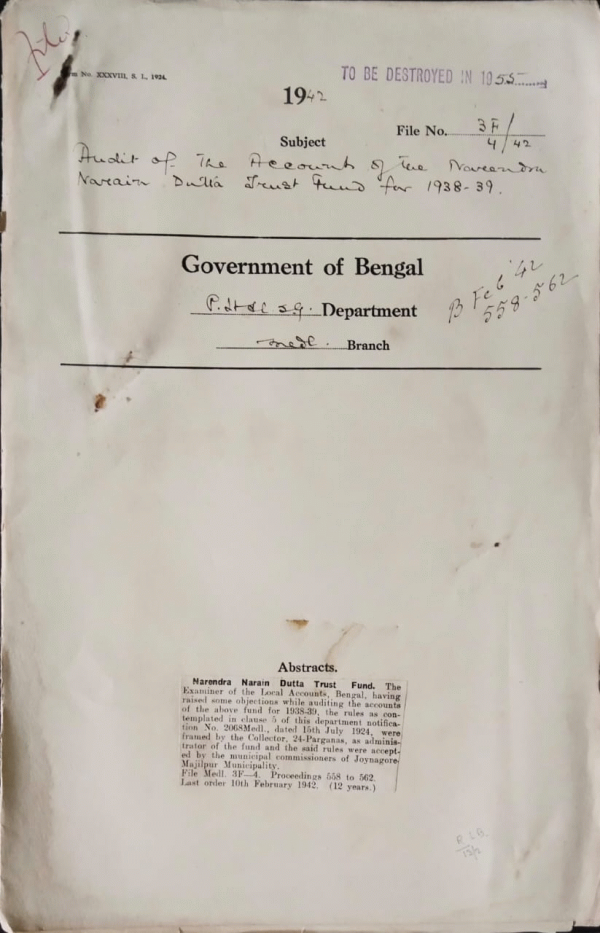 File
No. XXXVIII, S. L., 1924.
TO BE DESTROYED IN 1955
1942
File No. 3F/4/42
Subject
Audit of the Accounts of the Narendra
Narain Dutta Trust Fund for 1938-39.
Government of Bengal
P.H & L.S.G. Department
Medl. Branch
B Feb '42
558-562
Abstracts.
Narendra Narain Dutta Trust Fund. The
Examiner of the Local Accounts, Bengal, having
raised some objections while auditing the accounts
of the above fund for 1938-39, the rules as con-
templated in clause 5 of this department notifica-
tion No. 2068Medl., dated 15th July 1924, were
framed by the Collector, 24-Parganas, as adminis-
trator of the fund and the said rules were accept-
ed by the municipal commissioners of Joynagore-
Majilpur Municipality.
File Medl. 3F—4. Proceedings 558 to 562.
Last order 10th February 1942. (12 years.)